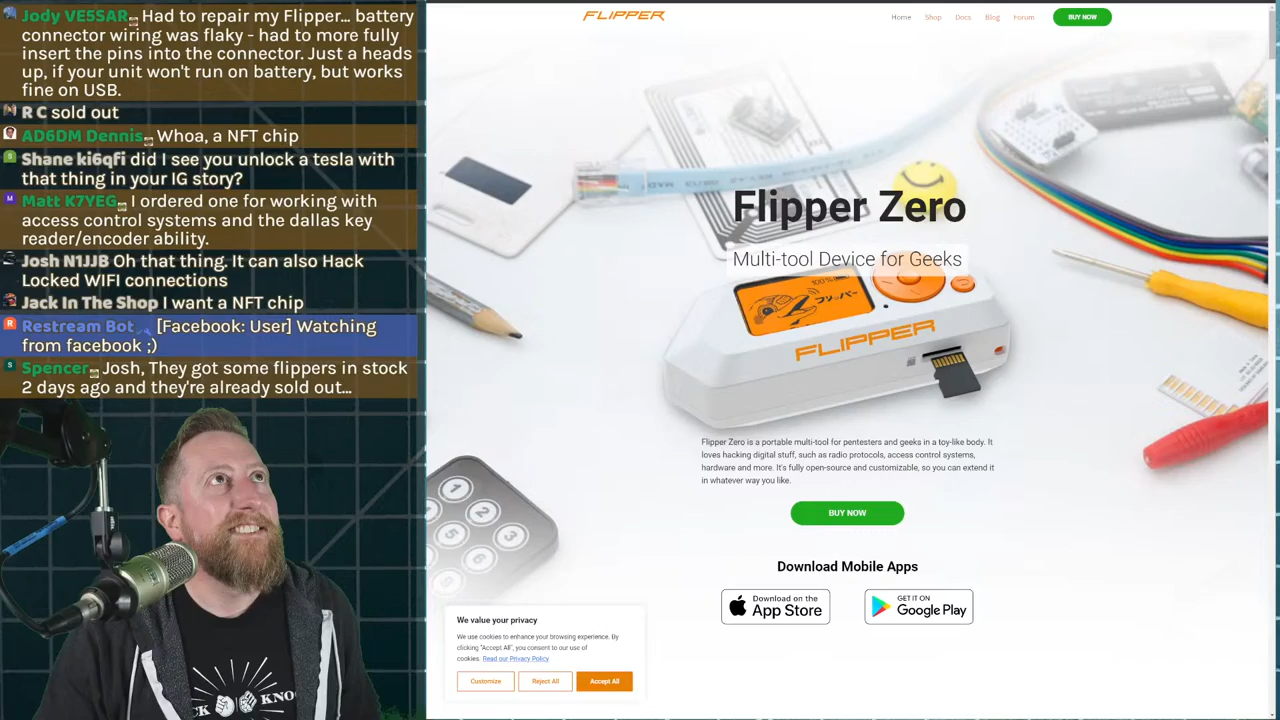 Jody VE5SAR Had to repair my Flipper... battery
connector wiring was flaky - had to more fully
insert the pins into the connector. Just a heads
up, if your unit won't run on battery, but works
fine on USB.
R C sold out
AD6DM Dennis Whoa, a NFT chip
Shane ki6qfi did I see you unlock a tesla with
that thing in your IG story?
Matt K7YEG I ordered one for working with
access control systems and the dallas key
reader/encoder ability.
Josh N1JJB Oh that thing. It can also Hack
Locked WIFI connections
Jack In The Shop I want a NFT chip
Restream Bot [Facebook: User] Watching
from facebook ;)
Spencer Josh, They got some flippers in stock
2 days ago and they're already sold out...
FLIPPER
Home Shop Docs Blog Forum BUY NOW
Flipper Zero
Multi-tool Device for Geeks
100%
フリッパー
FLIPPER
Flipper Zero is a portable multi-tool for pentesters and geeks in a toy-like body. It
loves hacking digital stuff, such as radio protocols, access control systems,
hardware and more. It's fully open-source and customizable, so you can extend it
in whatever way you like.
BUY NOW
Download Mobile Apps
Download on the
App Store
GET IT ON
Google Play
1
2
3
5
6
We value your privacy
We use cookies to enhance your browsing experience. By
clicking "Accept All", you consent to our use of
cookies. Read our Privacy Policy
Customize Reject All Accept All